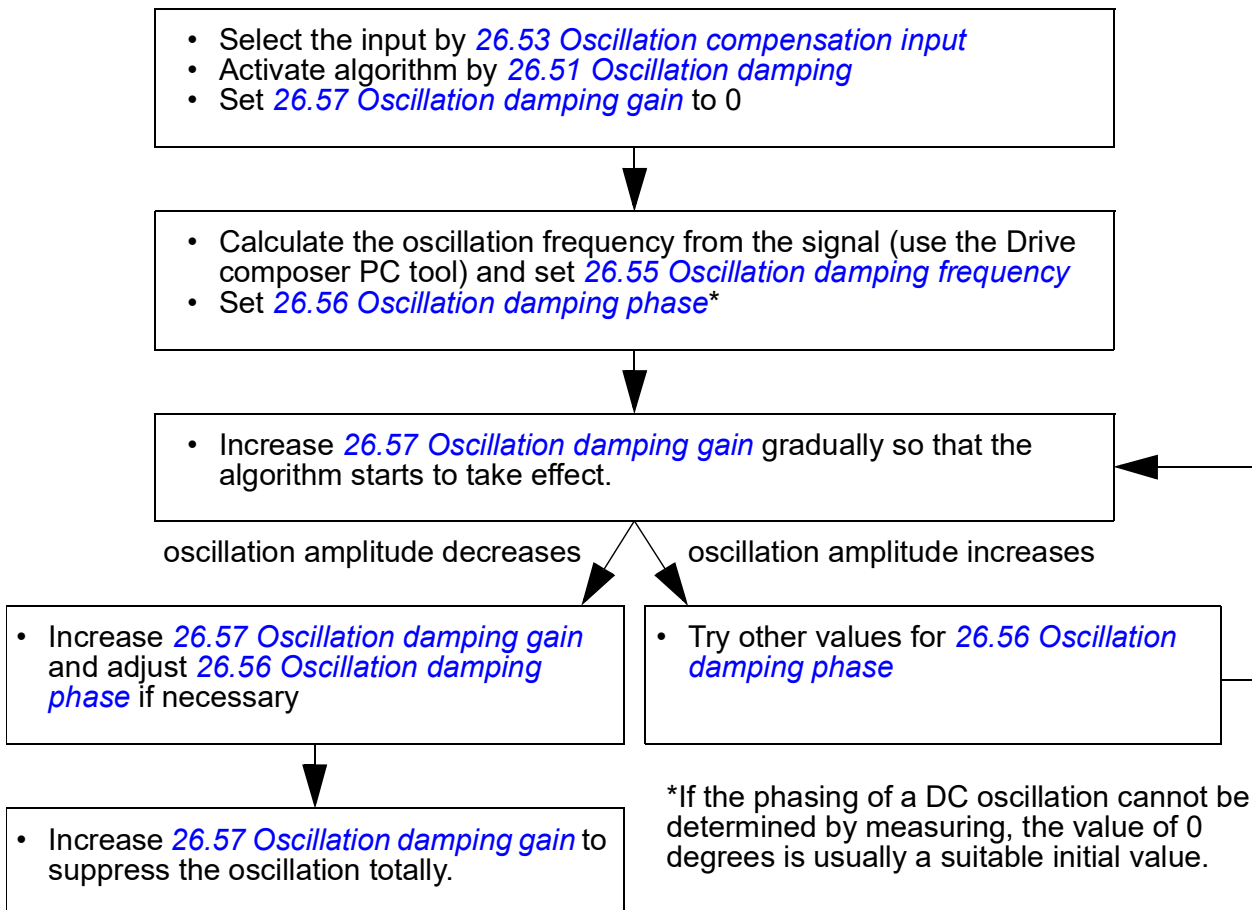 • Select the input by 26.53 Oscillation compensation input
• Activate algorithm by 26.51 Oscillation damping
• Set 26.57 Oscillation damping gain to 0
• Calculate the oscillation frequency from the signal (use the Drive
composer PC tool) and set 26.55 Oscillation damping frequency
• Set 26.56 Oscillation damping phase*
• Increase 26.57 Oscillation damping gain gradually so that the
algorithm starts to take effect.
oscillation amplitude decreases
oscillation amplitude increases
• Increase 26.57 Oscillation damping gain
and adjust 26.56 Oscillation damping
phase if necessary
• Try other values for 26.56 Oscillation
damping phase
• Increase 26.57 Oscillation damping gain to
suppress the oscillation totally.
*If the phasing of a DC oscillation cannot be
determined by measuring, the value of 0
degrees is usually a suitable initial value.